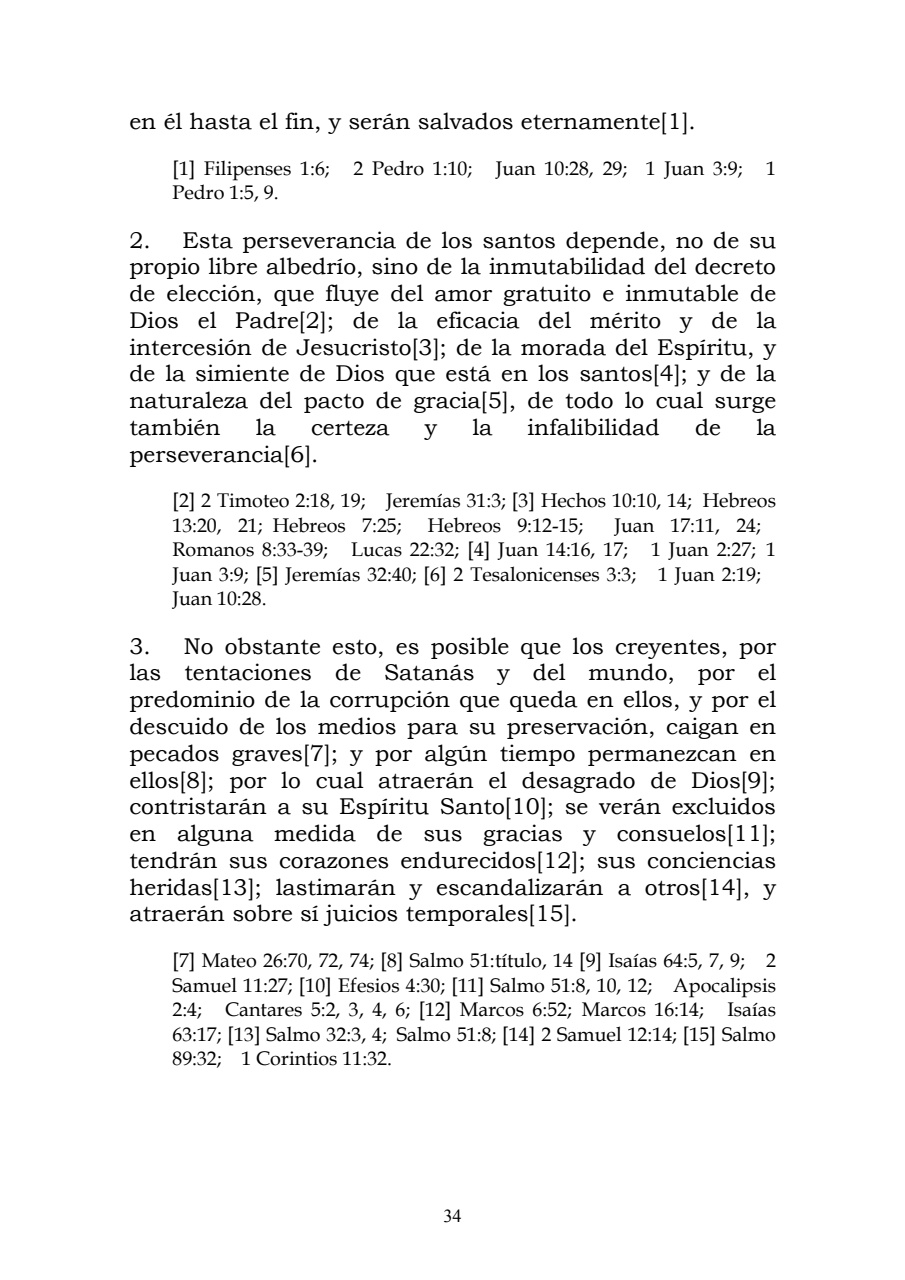 en él hasta el fin, y serán salvados eternamente[1].
[1] Filipenses 1:6; 2 Pedro 1:10; Juan 10:28, 29; 1 Juan 3:9; 1
Pedro 1:5, 9.
2. Esta perseverancia de los santos depende, no de su
propio libre albedrío, sino de la inmutabilidad del decreto
de elección, que fluye del amor gratuito e inmutable de
Dios el Padre[2]; de la eficacia del mérito y de la
intercesión de Jesucristo[3]; de la morada del Espíritu, y
de la simiente de Dios que está en los santos[4]; y de la
naturaleza del pacto de gracia[5], de todo lo cual surge
también la certeza y la infalibilidad de la
perseverancia[6].
[2] 2 Timoteo 2:18, 19; Jeremías 31:3; [3] Hechos 10:10, 14; Hebreos
13:20, 21; Hebreos 7:25; Hebreos 9:12-15; Juan 17:11, 24;
Romanos 8:33-39; Lucas 22:32; [4] Juan 14:16, 17; 1 Juan 2:27; 1
Juan 3:9; [5] Jeremías 32:40; [6] 2 Tesalonicenses 3:3; 1 Juan 2:19;
Juan 10:28.
3. No obstante esto, es posible que los creyentes, por
las tentaciones de Satanás y del mundo, por el
predominio de la corrupción que queda en ellos, y por el
descuido de los medios para su preservación, caigan en
pecados graves[7]; y por algún tiempo permanezcan en
ellos[8]; por lo cual atraerán el desagrado de Dios[9];
contristarán a su Espíritu Santo[10]; se verán excluidos
en alguna medida de sus gracias y consuelos[11];
tendrán sus corazones endurecidos[12]; sus conciencias
heridas[13]; lastimarán y escandalizarán a otros[14], y
atraerán sobre sí juicios temporales[15].
[7] Mateo 26:70, 72, 74; [8] Salmo 51:título, 14 [9] Isaías 64:5, 7, 9; 2
Samuel 11:27; [10] Efesios 4:30; [11] Salmo 51:8, 10, 12; Apocalipsis
2:4; Cantares 5:2, 3, 4, 6; [12] Marcos 6:52; Marcos 16:14; Isaías
63:17; [13] Salmo 32:3, 4; Salmo 51:8; [14] 2 Samuel 12:14; [15] Salmo
89:32; 1 Corintios 11:32.
34